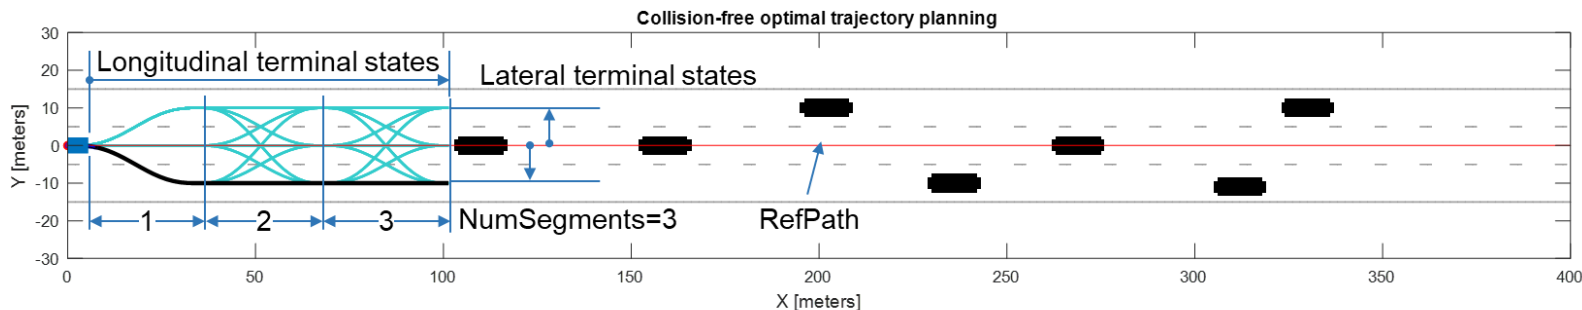 Collision-free optimal trajectory planning
30
20
10
0
-10
-20
-30
Y [meters]
Longitudinal terminal states
Lateral terminal states
1
2
3
NumSegments=3
RefPath
0
50
100
150
200
250
300
350
400
X [meters]